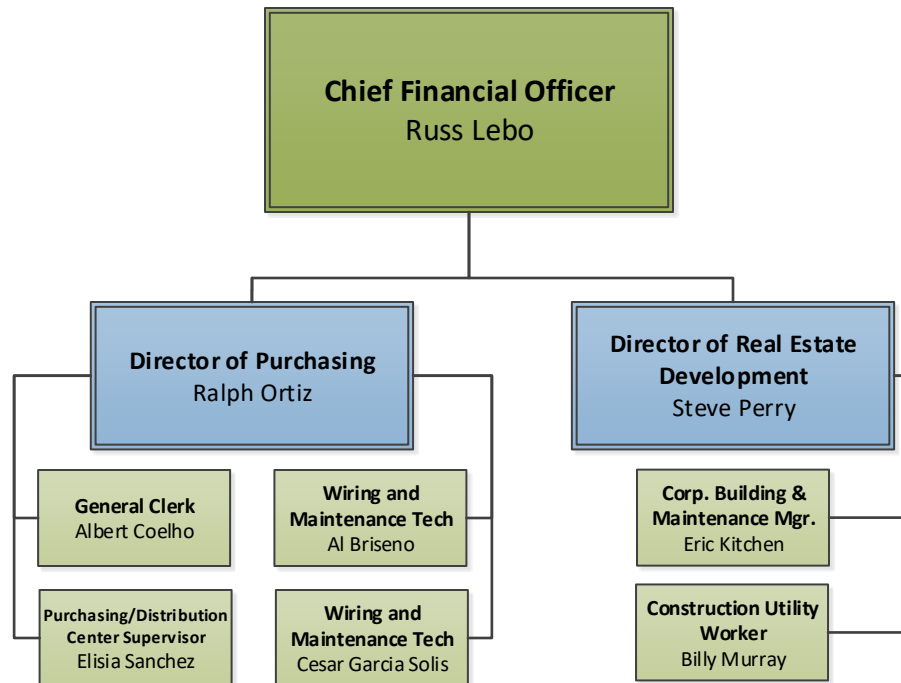 Chief Financial Officer
Russ Lebo
Director of Purchasing
Ralph Ortiz
Director of Real Estate
Development
Steve Perry
General Clerk
Albert Coelho
Wiring and
Maintenance Tech
Al Briseno
Corp. Building &
Maintenance Mgr.
Eric Kitchen
Purchasing/Distribution
Center Supervisor
Elisia Sanchez
Wiring and
Maintenance Tech
Cesar Garcia Solis
Construction Utility
Worker
Billy Murray